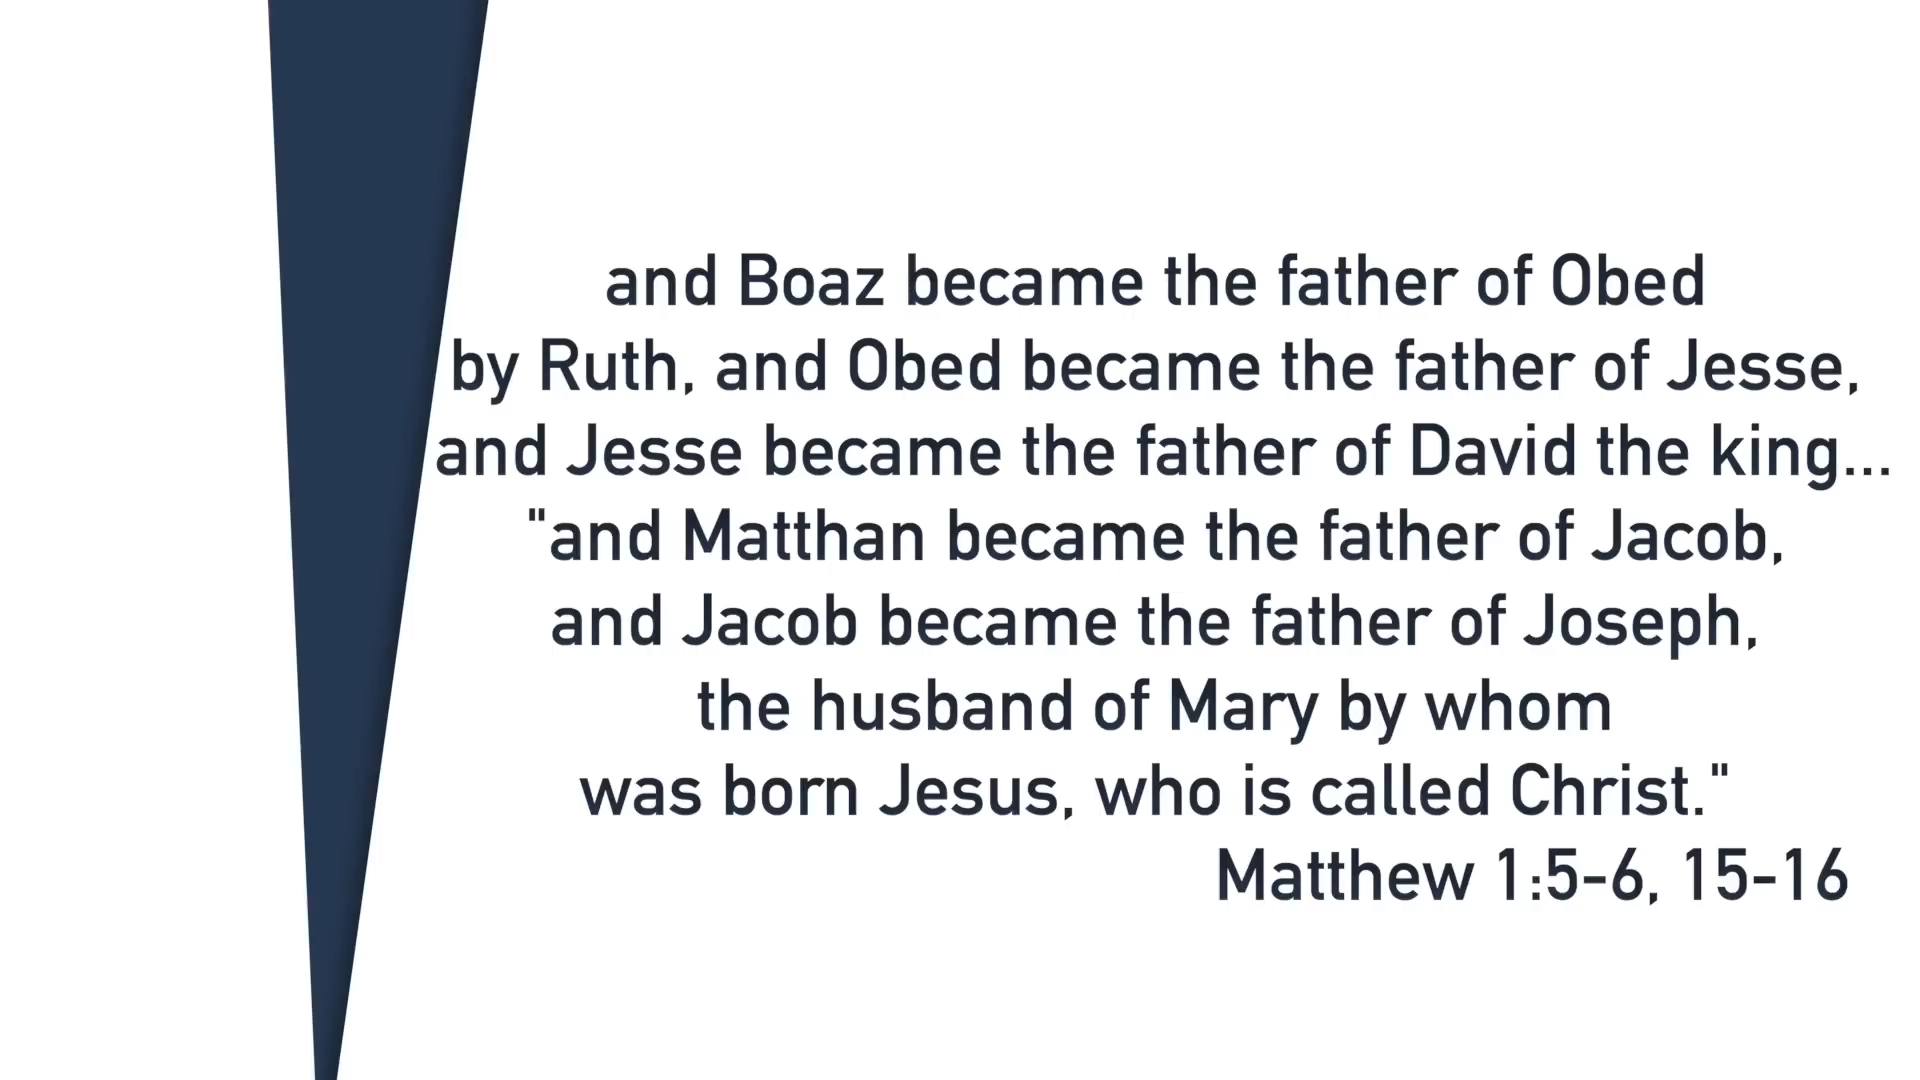 and Boaz became the father of Obed
by Ruth, and Obed became the father of Jesse,
and Jesse became the father of David the king...
"and Matthan became the father of Jacob,
and Jacob became the father of Joseph,
the husband of Mary by whom
was born Jesus, who is called Christ."
Matthew 1:5-6, 15-16